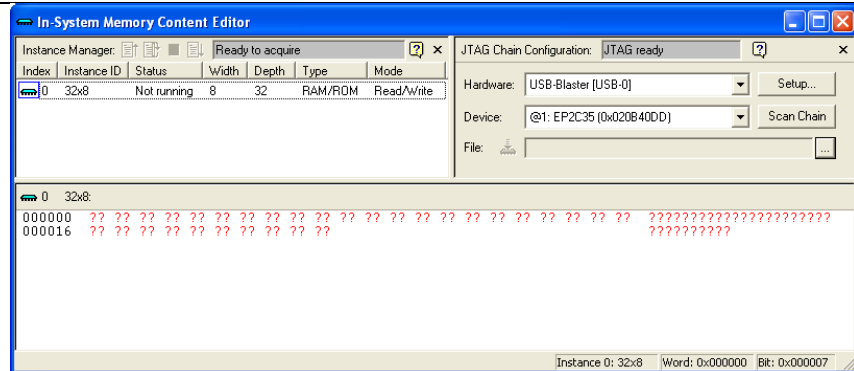 In-System Memory Content Editor
Instance Manager: Ready to acquire
Index Instance ID Status Width Depth Type Mode
0 32x8 Not running 8 32 RAM/ROM Read/Write
JTAG Chain Configuration: JTAG ready
Hardware: USB-Blaster [USB-0] Setup...
Device: @1: EP2C35 (0x020B40DD) Scan Chain
File: ...
0 32x8:
000000 ?? ?? ?? ?? ?? ?? ?? ?? ?? ?? ?? ?? ?? ?? ?? ?? ?? ?? ?? ?? ?? ?? ??????????????????????
000016 ?? ?? ?? ?? ?? ?? ?? ?? ?? ?? ??????????
Instance 0: 32x8 Word: 0x000000 Bit: 0x000007